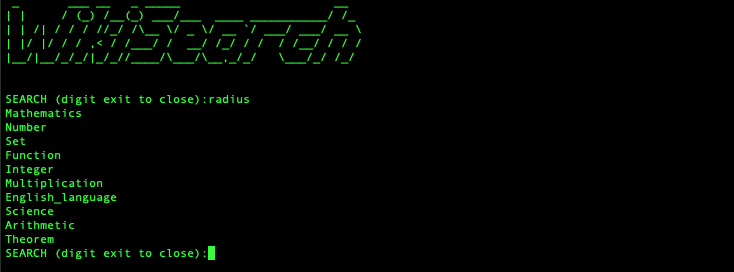 WikiSearch
SEARCH (digit exit to close):radius
Mathematics
Number
Set
Function
Integer
Multiplication
English_language
Science
Arithmetic
Theorem
SEARCH (digit exit to close):